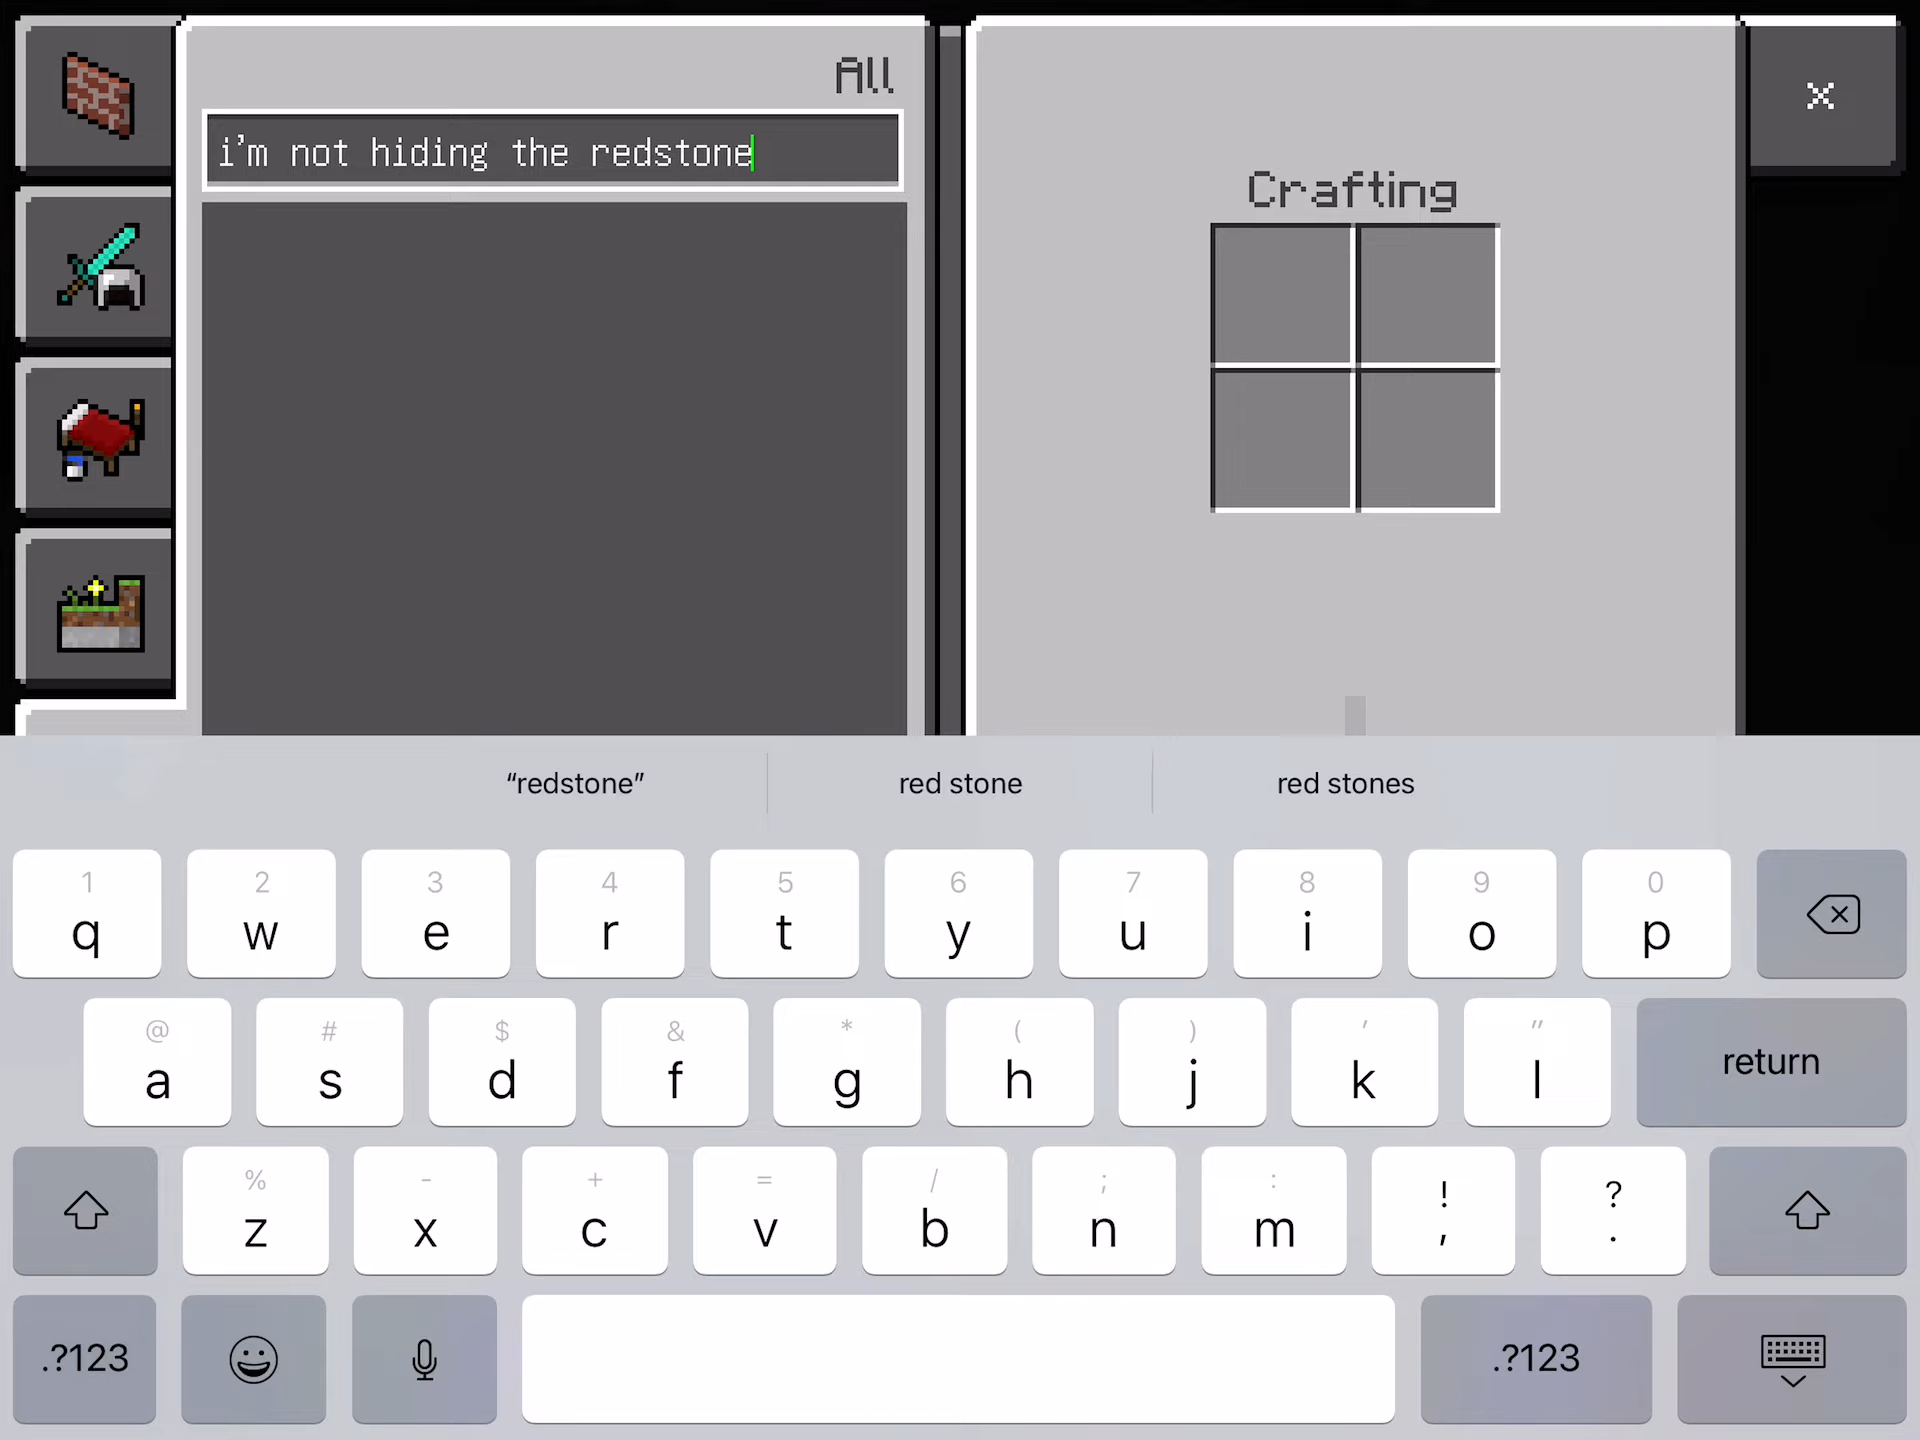 All
i’m not hiding the redstone
Crafting
“redstone” red stone red stones
1 2 3 4 5 6 7 8 9 0
q w e r t y u i o p
@ # $ & * ( ) ′ ″
a s d f g h j k l return
% - + = / ; : ! ?
z x c v b n m , .
.?123 .?123